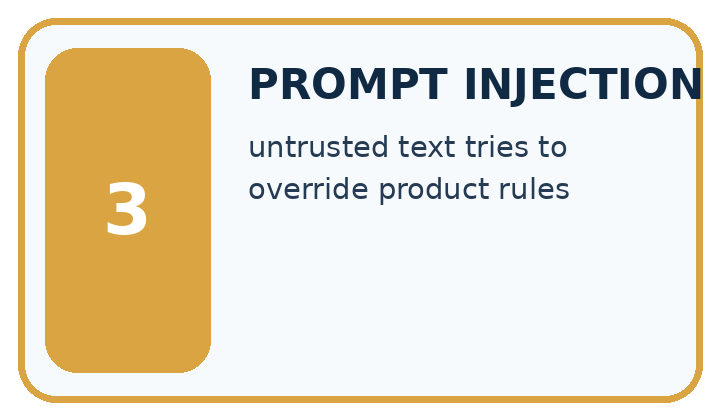 3
PROMPT INJECTION
untrusted text tries to
override product rules